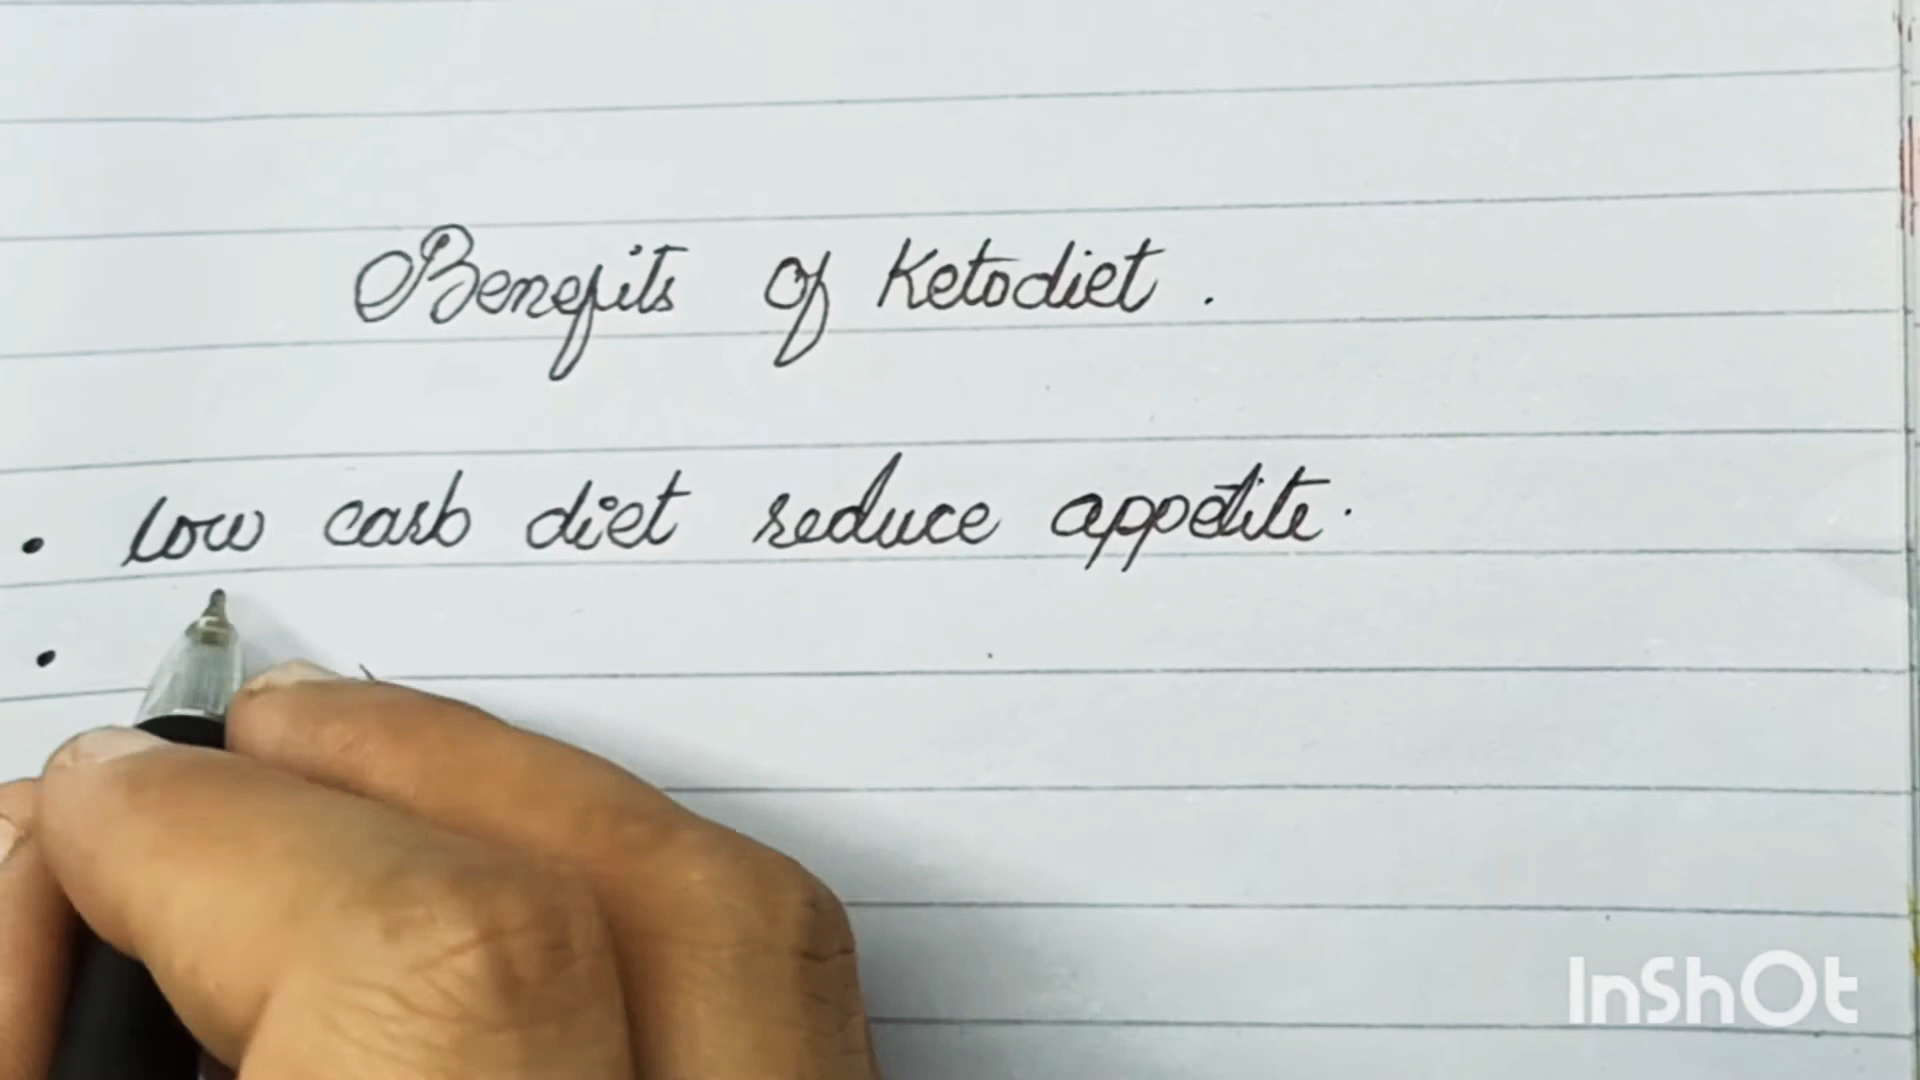 Benefits of Ketodiet.
• low carb diet reduce appetite.
•
InShOt